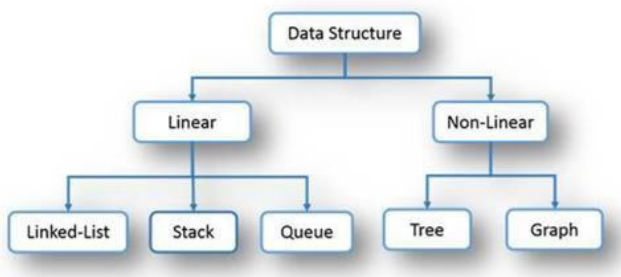 Data Structure
Linear
Non-Linear
Linked-List
Stack
Queue
Tree
Graph